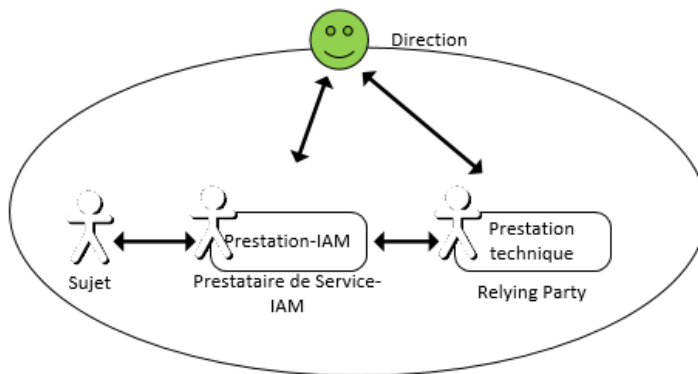 Direction
Prestation-IAM
Prestation
technique
Sujet
Prestataire de Service-
IAM
Relying Party